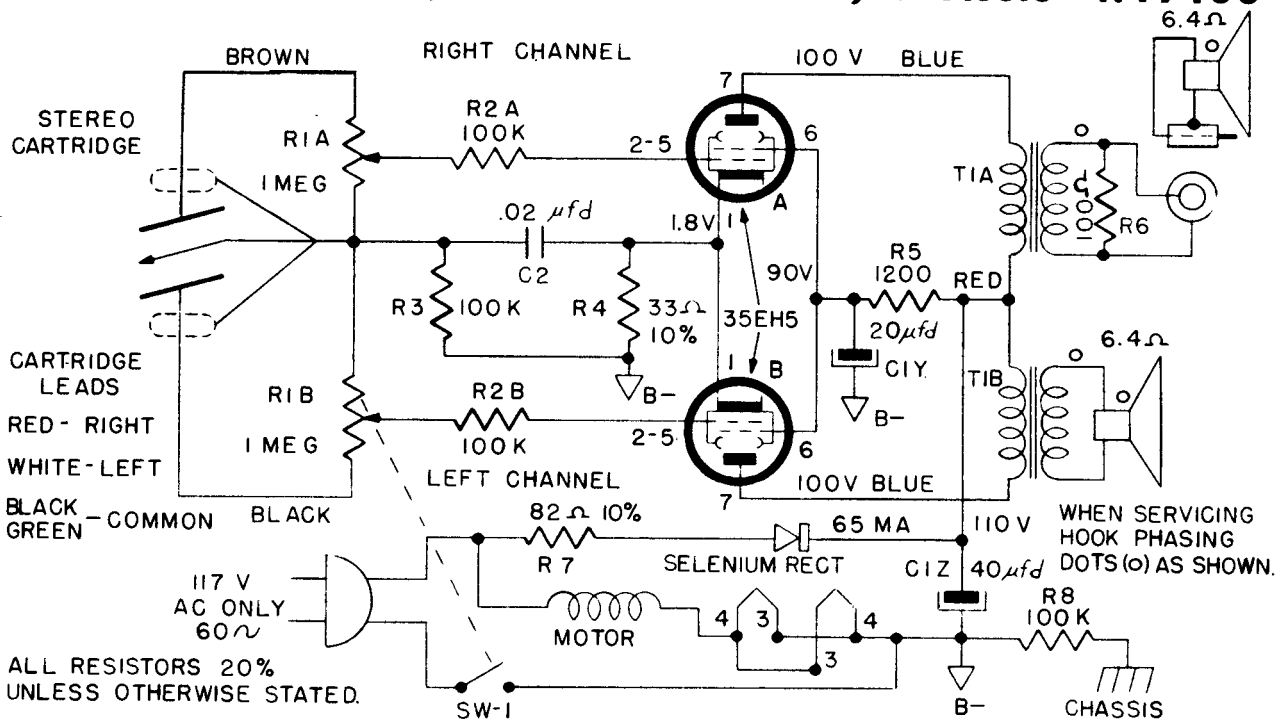 6.4Ω
BROWN
RIGHT CHANNEL
100 V BLUE
7
STEREO
CARTRIDGE
R1A
1 MEG
R2A
100K
2-5
6
A
T1A
100Ω
R6
.02 µfd
C2
1.8V
1
90V
R5
1200
RED
R3
100K
R4
33Ω
10%
35EH5
20µfd
C1Y
B-
B-
6.4Ω
CARTRIDGE
LEADS
RED - RIGHT
WHITE - LEFT
BLACK
GREEN - COMMON
R1B
1 MEG
R2B
100K
2-5
1
B
6
7
T1B
LEFT CHANNEL
100V BLUE
BLACK
82Ω 10%
R7
65 MA
110 V
SELENIUM RECT
C1Z
40µfd
WHEN SERVICING
HOOK PHASING
DOTS (o) AS SHOWN.
117 V
AC ONLY
60~
MOTOR
4
3
4
3
R8
100K
ALL RESISTORS 20%
UNLESS OTHERWISE STATED.
SW-1
B-
CHASSIS